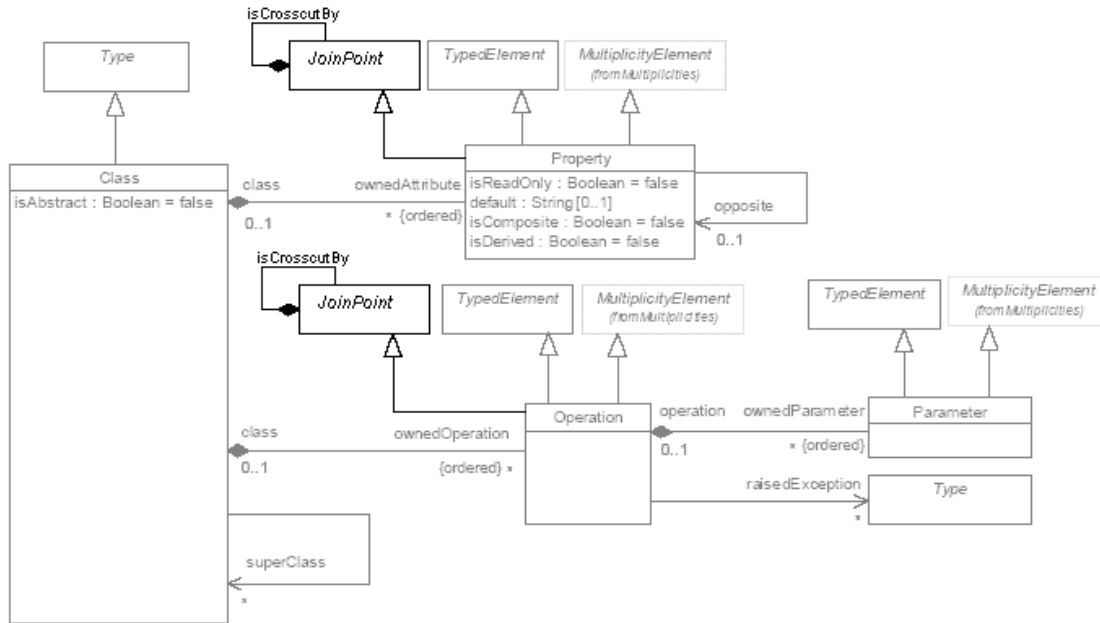 isCrosscutBy
Type
JoinPoint
TypedElement
MultiplicityElement
(from Multiplicities)
Class
isAbstract : Boolean = false
class
0..1
ownedAttribute
* {ordered}
Property
isReadOnly : Boolean = false
default : String [0..1]
isComposite : Boolean = false
isDerived : Boolean = false
opposite
0..1
isCrosscutBy
JoinPoint
TypedElement
MultiplicityElement
(from Multiplicities)
TypedElement
MultiplicityElement
(from Multiplicities)
class
0..1
ownedOperation
{ordered} *
Operation
operation
0..1
ownedParameter
* {ordered}
Parameter
raisedException
*
Type
superClass
*